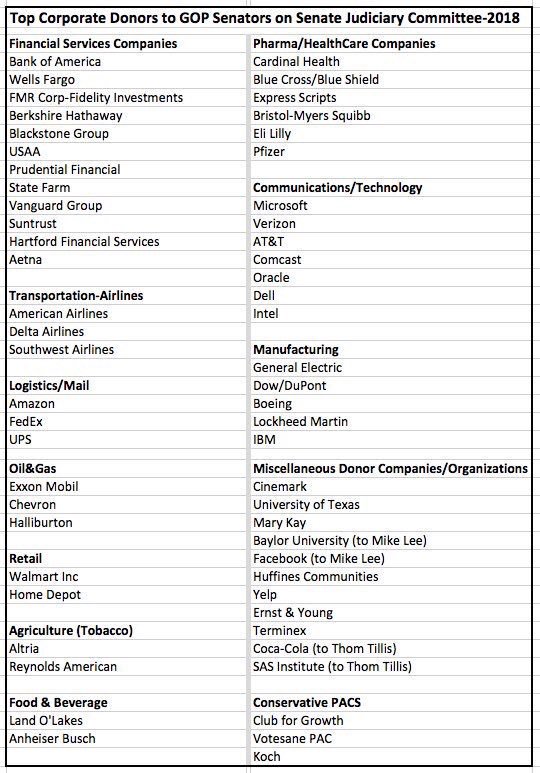 Top Corporate Donors to GOP Senators on Senate Judiciary Committee-2018
Financial Services Companies
Bank of America
Wells Fargo
FMR Corp-Fidelity Investments
Berkshire Hathaway
Blackstone Group
USAA
Prudential Financial
State Farm
Vanguard Group
Suntrust
Hartford Financial Services
Aetna
Transportation-Airlines
American Airlines
Delta Airlines
Southwest Airlines
Logistics/Mail
Amazon
FedEx
UPS
Oil&Gas
Exxon Mobil
Chevron
Halliburton
Retail
Walmart Inc
Home Depot
Agriculture (Tobacco)
Altria
Reynolds American
Food & Beverage
Land O'Lakes
Anheiser Busch
Pharma/HealthCare Companies
Cardinal Health
Blue Cross/Blue Shield
Express Scripts
Bristol-Myers Squibb
Eli Lilly
Pfizer
Communications/Technology
Microsoft
Verizon
AT&T
Comcast
Oracle
Dell
Intel
Manufacturing
General Electric
Dow/DuPont
Boeing
Lockheed Martin
IBM
Miscellaneous Donor Companies/Organizations
Cinemark
University of Texas
Mary Kay
Baylor University (to Mike Lee)
Facebook (to Mike Lee)
Huffines Communities
Yelp
Ernst & Young
Terminex
Coca-Cola (to Thom Tillis)
SAS Institute (to Thom Tillis)
Conservative PACS
Club for Growth
Votesane PAC
Koch